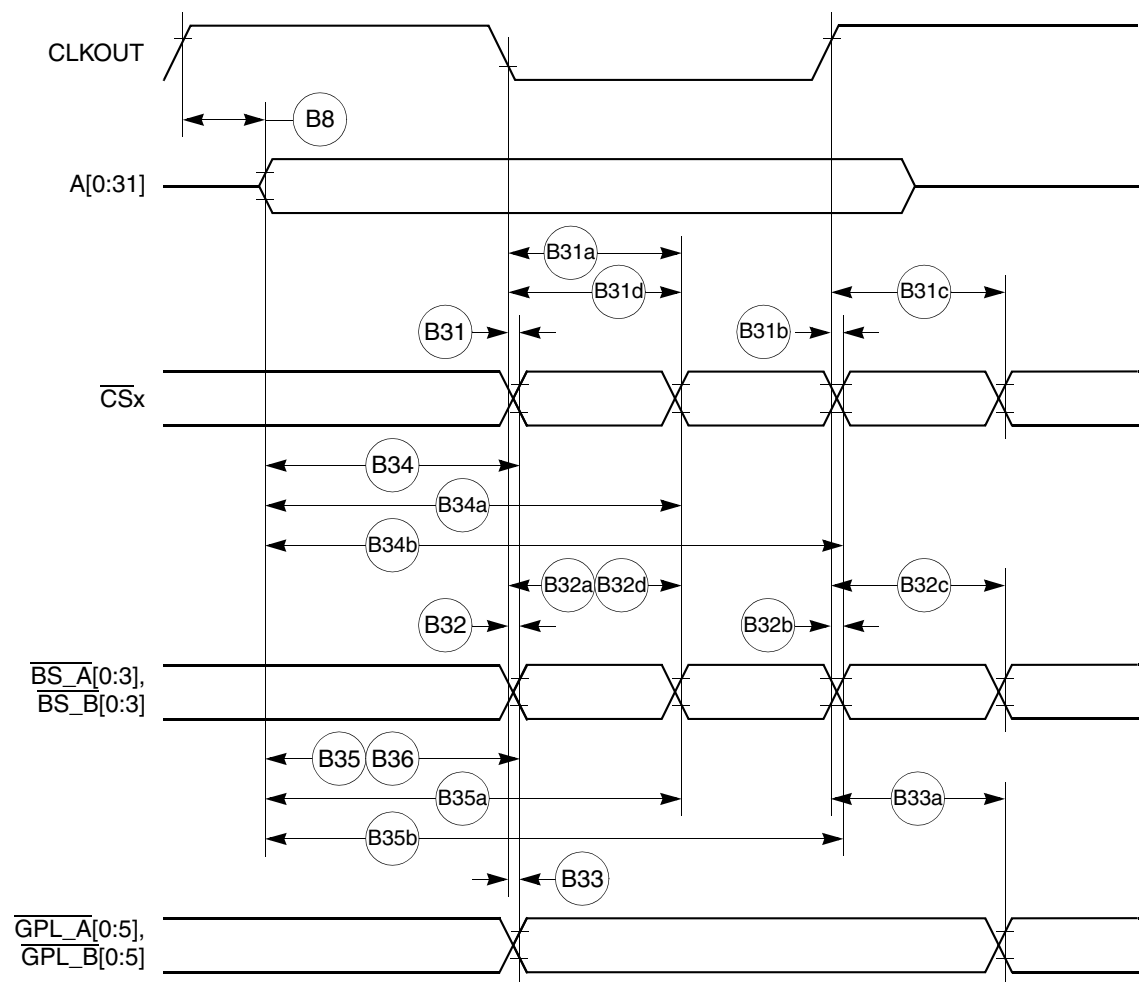 CLKOUT
B8
A[0:31]
B31a
B31d
B31c
B31
B31b
CSx
B34
B34a
B34b
B32a B32d
B32c
B32
B32b
BS_A[0:3],
BS_B[0:3]
B35 B36
B35a
B33a
B35b
B33
GPL_A[0:5],
GPL_B[0:5]